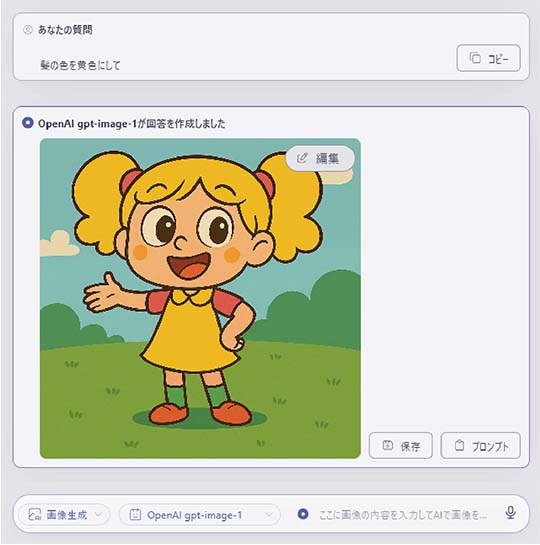 あなたの質問
髪の色を黄色にして
コピー
OpenAI gpt-image-1が回答を作成しました
編集
保存
プロンプト
画像生成
OpenAI gpt-image-1
ここに画像の内容を入力してAIで画像を...